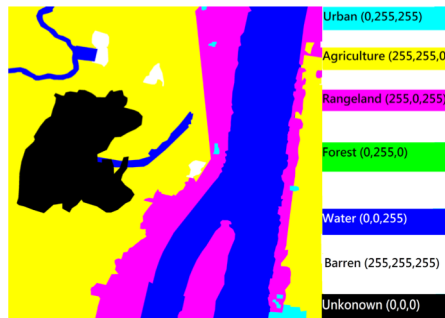 Urban (0,255,255)
Agriculture (255,255,0
Rangeland (255,0,255)
Forest (0,255,0)
Water (0,0,255)
Barren (255,255,255)
Unkonown (0,0,0)